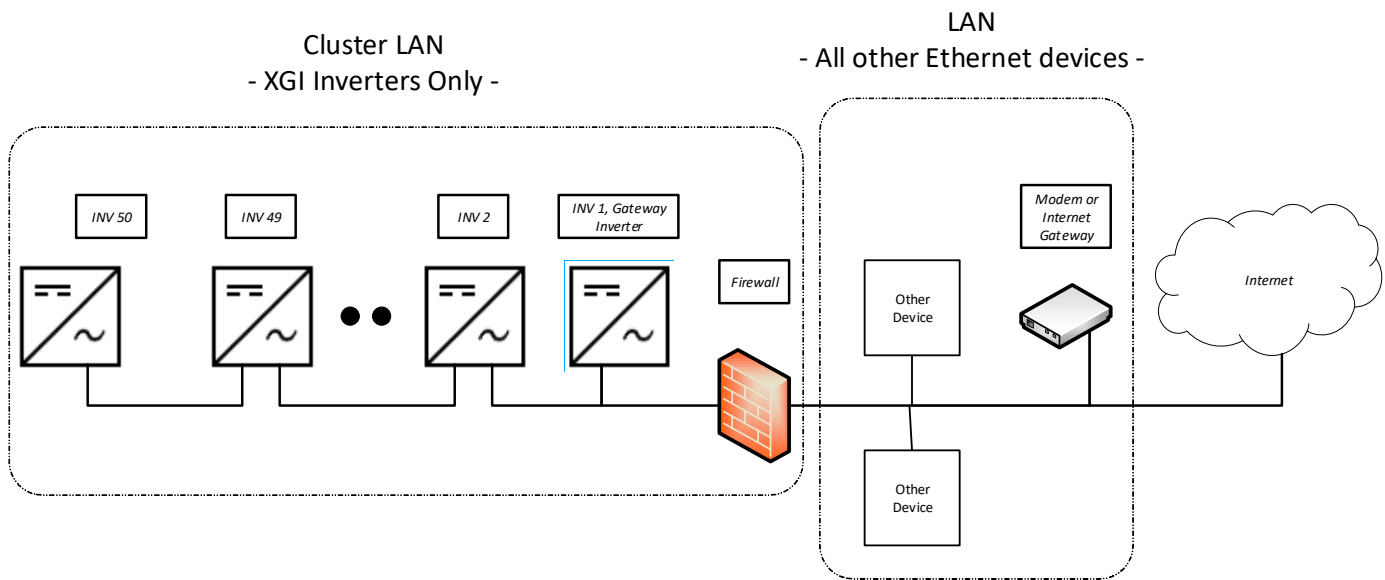 Cluster LAN
- XGI Inverters Only -
LAN
- All other Ethernet devices -
INV 50
INV 49
INV 2
INV 1, Gateway
Inverter
Firewall
Other
Device
Modem or
Internet
Gateway
Internet
Other
Device